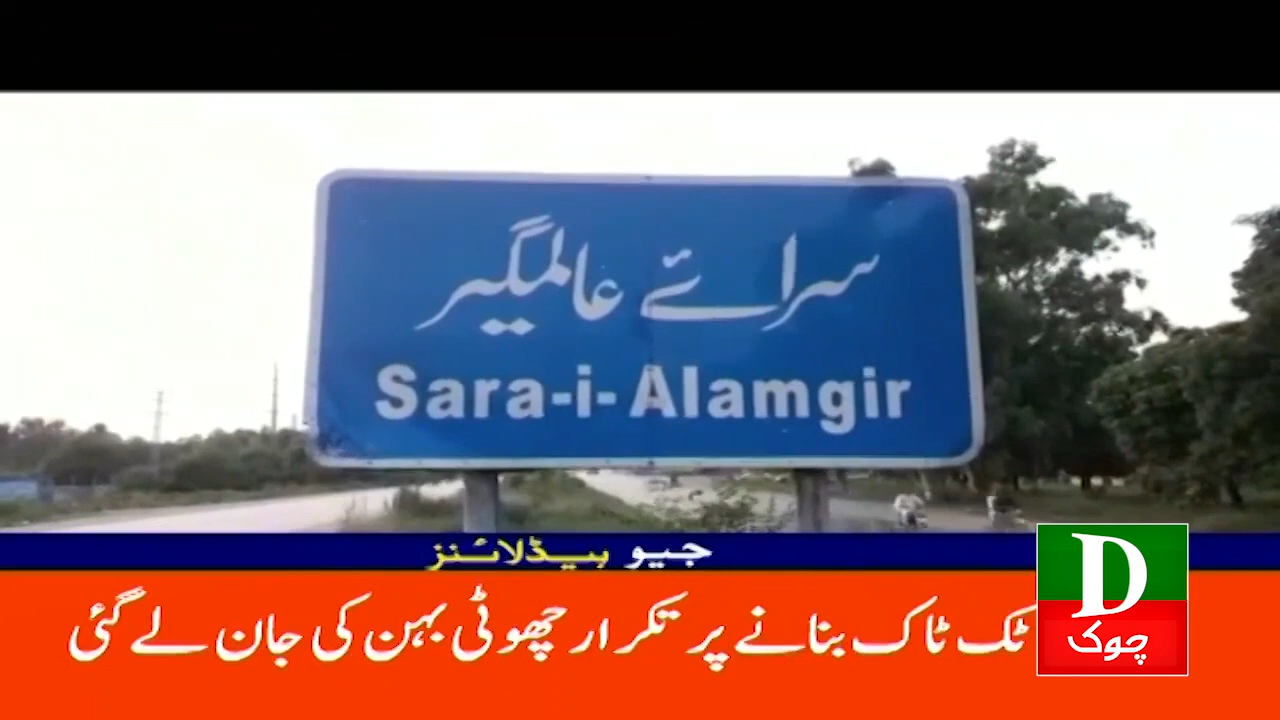 سرائے عالمگیر
Sara-i-Alamgir
جیو ہیڈلائنز
ٹک ٹاک بنانے پر تکرار چھوٹی بہن کی جان لے گئی
D
چوک